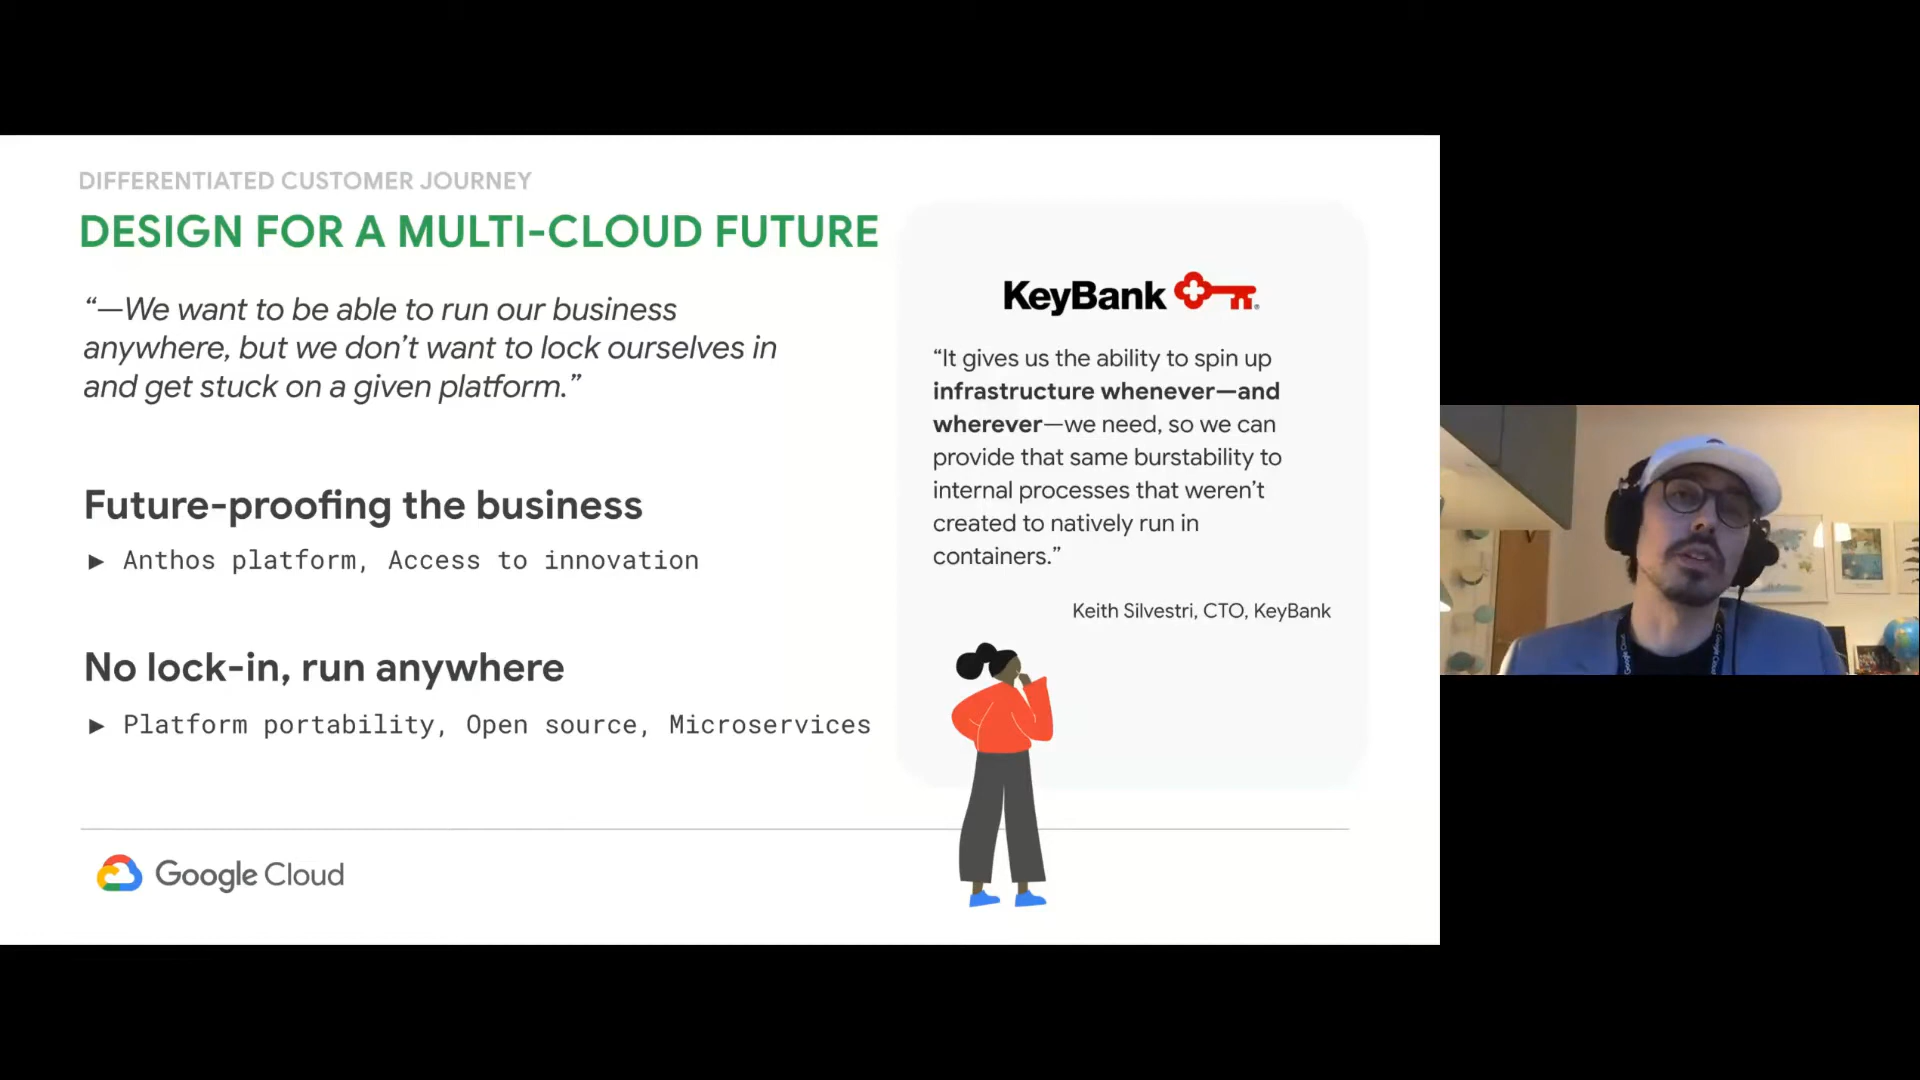 DIFFERENTIATED CUSTOMER JOURNEY
DESIGN FOR A MULTI-CLOUD FUTURE
“—We want to be able to run our business
anywhere, but we don’t want to lock ourselves in
and get stuck on a given platform.”
Future-proofing the business
► Anthos platform, Access to innovation
No lock-in, run anywhere
► Platform portability, Open source, Microservices
KeyBank
“It gives us the ability to spin up
infrastructure whenever—and
wherever—we need, so we can
provide that same burstability to
internal processes that weren’t
created to natively run in
containers.”
Keith Silvestri, CTO, KeyBank
Google Cloud